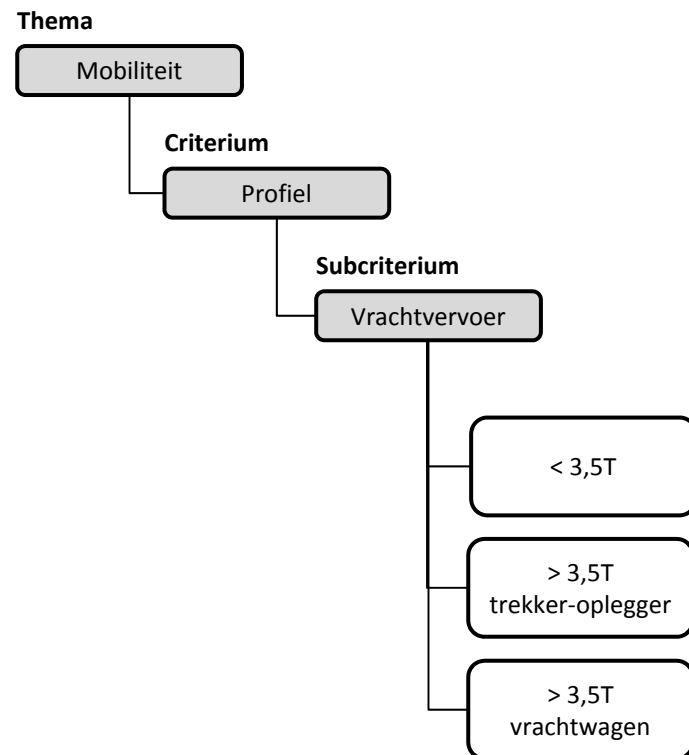 Thema
Mobiliteit
Criterium
Profiel
Subcriterium
Vrachtvervoer
< 3,5T
> 3,5T
trekker-oplegger
> 3,5T
vrachtwagen